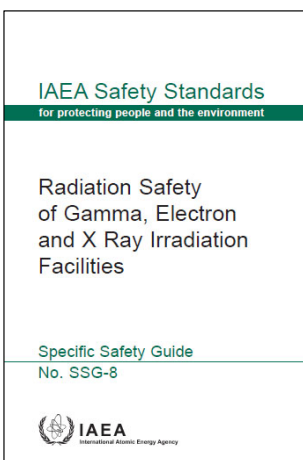 IAEA Safety Standards
for protecting people and the environment
Radiation Safety
of Gamma, Electron
and X Ray Irradiation
Facilities
Specific Safety Guide
No. SSG-8
IAEA
International Atomic Energy Agency